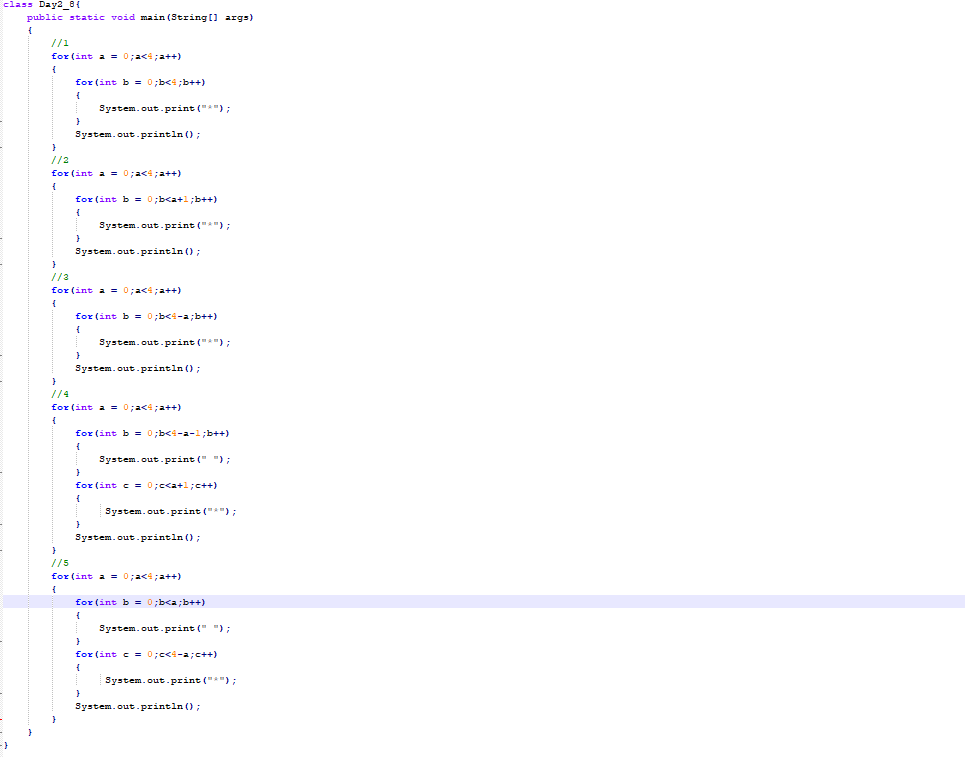 class Day2_8{
    public static void main(String[] args)
    {
        //1
        for(int a = 0;a<4;a++)
        {
            for(int b = 0;b<4;b++)
            {
                System.out.print("*");
            }
            System.out.println();
        }
        //2
        for(int a = 0;a<4;a++)
        {
            for(int b = 0;b<a+1;b++)
            {
                System.out.print("*");
            }
            System.out.println();
        }
        //3
        for(int a = 0;a<4;a++)
        {
            for(int b = 0;b<4-a;b++)
            {
                System.out.print("*");
            }
            System.out.println();
        }
        //4
        for(int a = 0;a<4;a++)
        {
            for(int b = 0;b<4-a-1;b++)
            {
                System.out.print(" ");
            }
            for(int c = 0;c<a+1;c++)
            {
                 System.out.print("*");
            }
            System.out.println();
        }
        //5
        for(int a = 0;a<4;a++)
        {
            for(int b = 0;b<a;b++)
            {
                System.out.print(" ");
            }
            for(int c = 0;c<4-a;c++)
            {
                 System.out.print("*");
            }
            System.out.println();
        }
    }
}